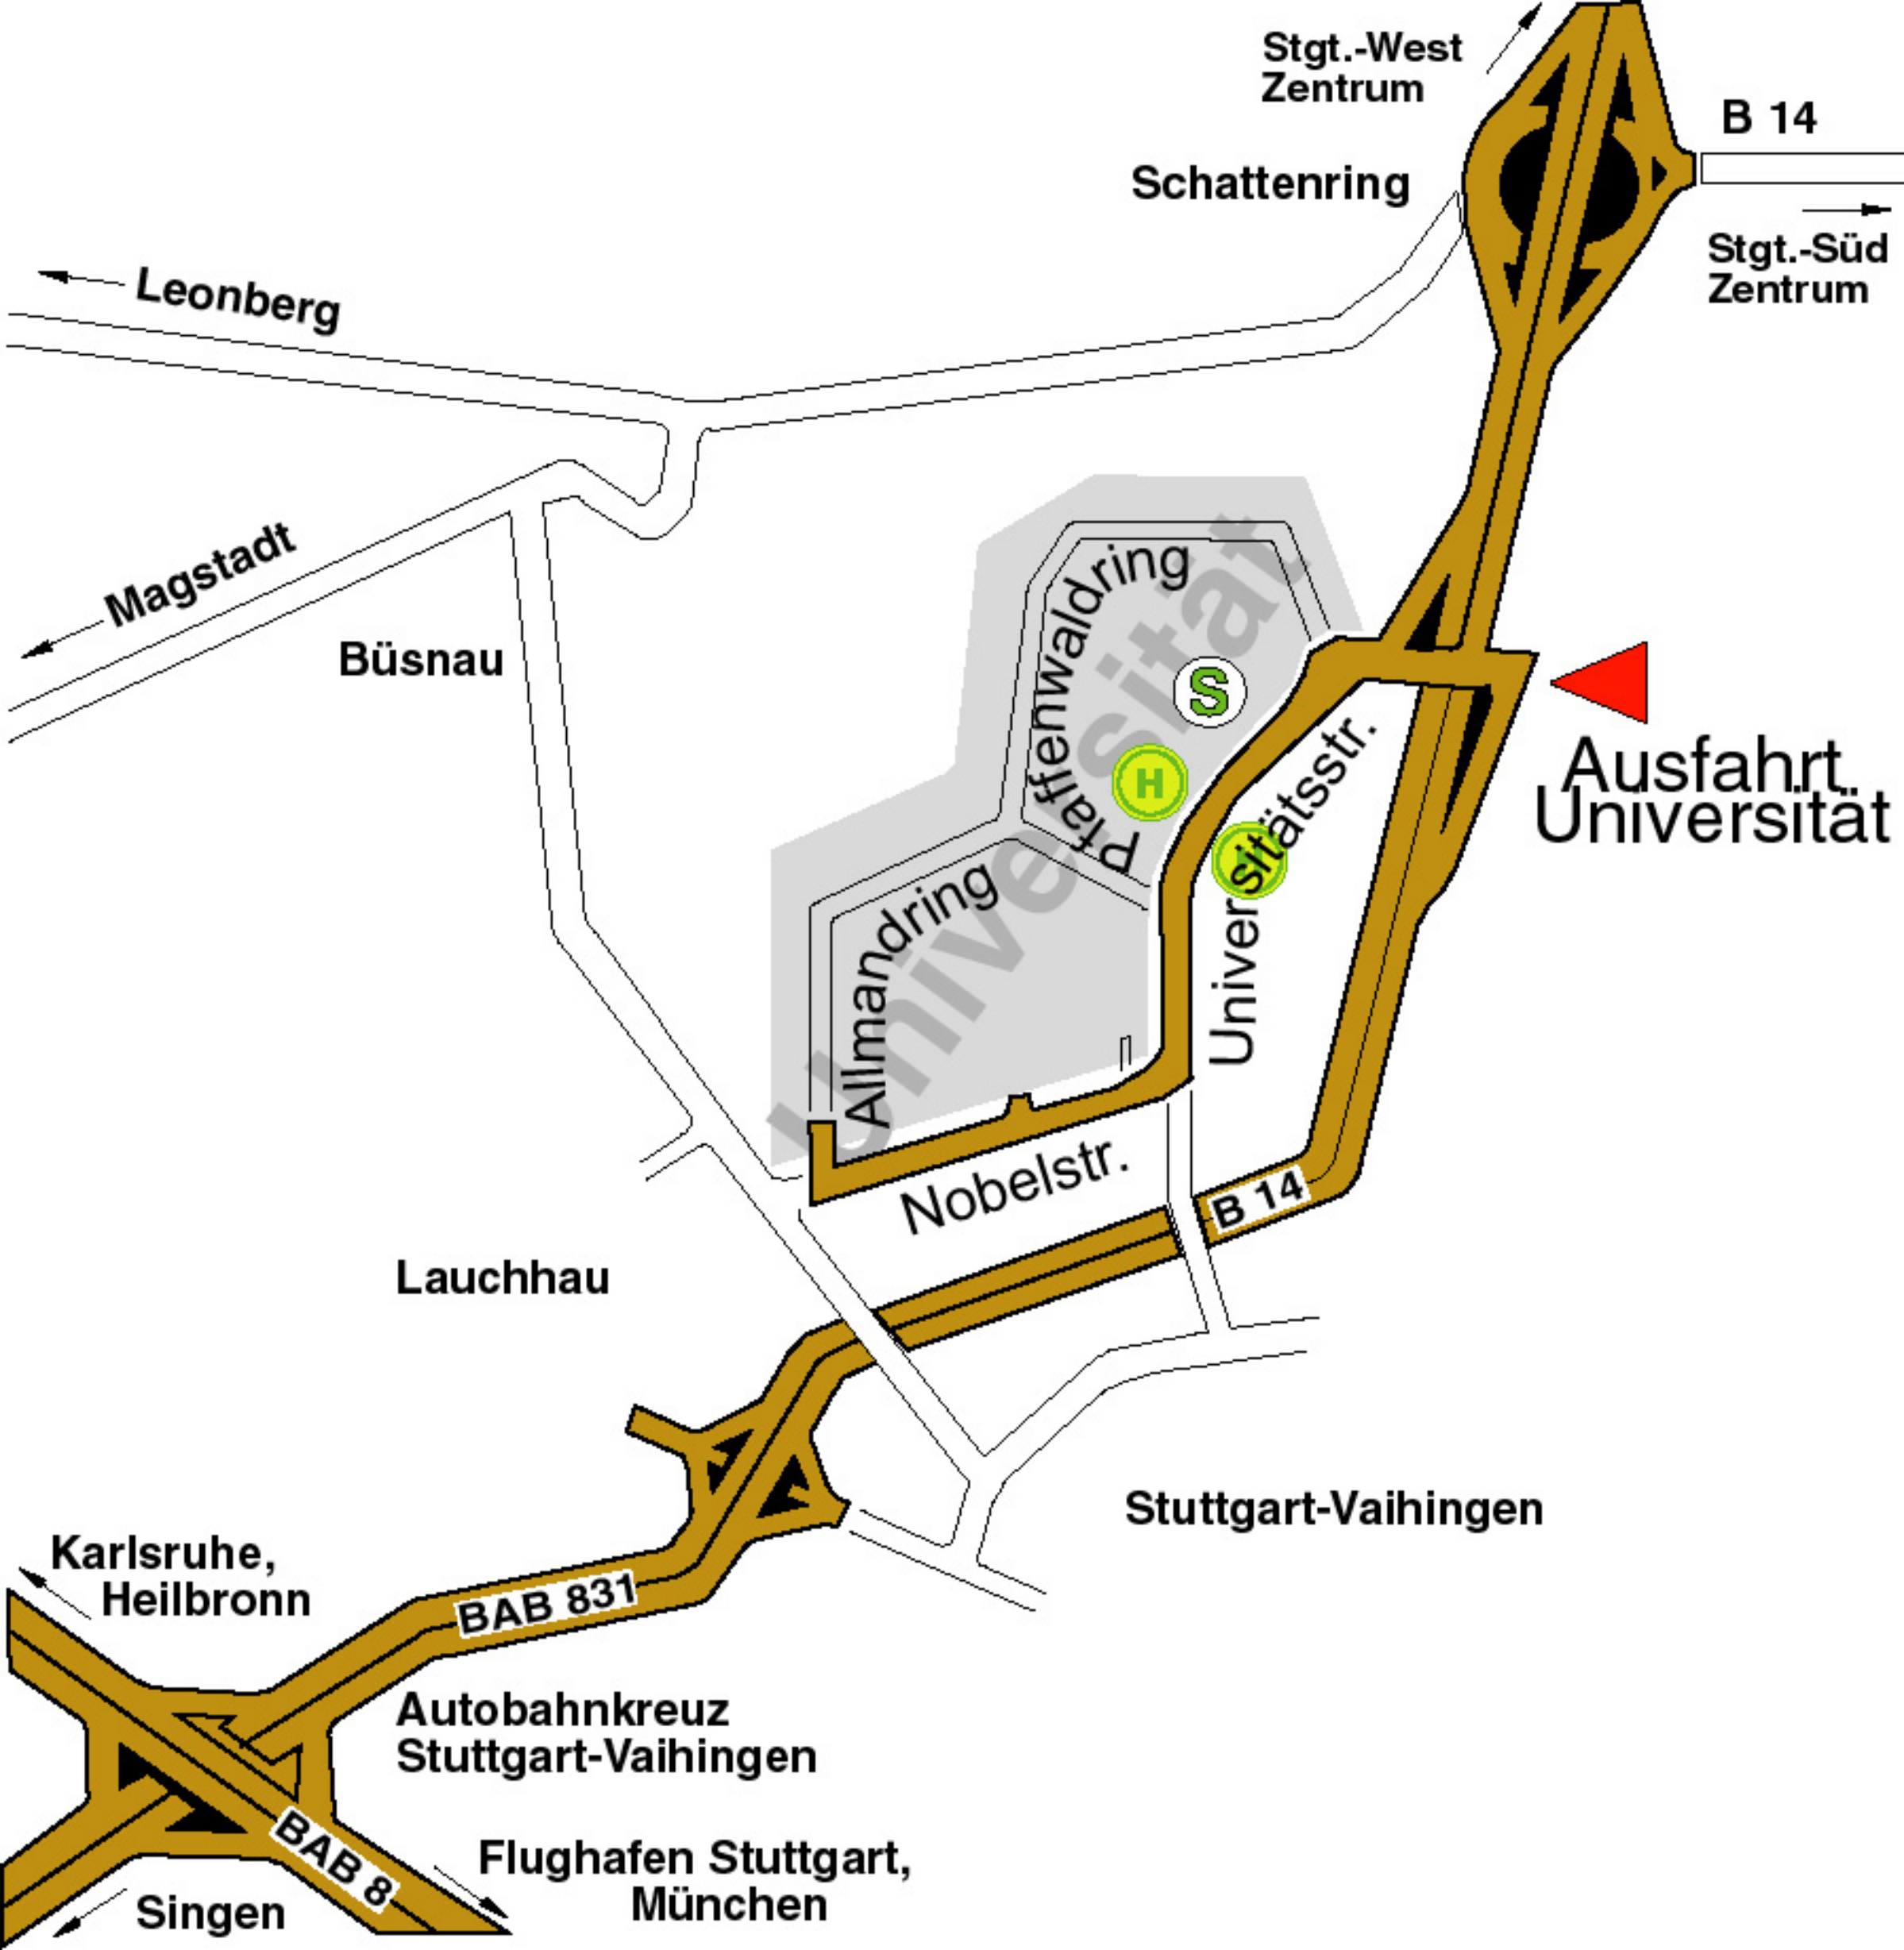 Stgt.-West
Zentrum
B 14
Schattenring
Stgt.-Süd
Zentrum
Leonberg
Magstadt
Büsnau
Pfaffenwaldring
Universität
S
H
Universitätsstr.
Ausfahrt
Universität
Allmandring
Nobelstr.
B 14
Lauchhau
Stuttgart-Vaihingen
Karlsruhe,
Heilbronn
BAB 831
Autobahnkreuz
Stuttgart-Vaihingen
BAB 8
Flughafen Stuttgart,
München
Singen